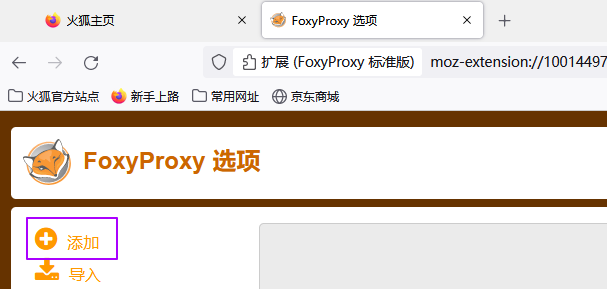 火狐主页
FoxyProxy 选项
扩展 (FoxyProxy 标准版) moz-extension://10014497
火狐官方站点 新手上路 常用网址 京东商城
FoxyProxy 选项
添加
导入